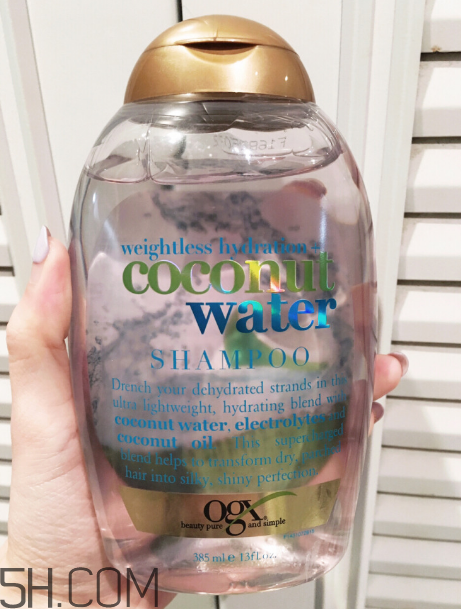 weightless hydration +
coconut
water
SHAMPOO
Drench your dehydrated strands in the
ultra lightweight, hydrating blend with
coconut water, electrolytes and
coconut oil. This supercharged
blend helps to transform dry,
hair into silky, shiny perfection.
ogx
beauty pure and simple
385 ml e 13 fl oz.
5H.COM